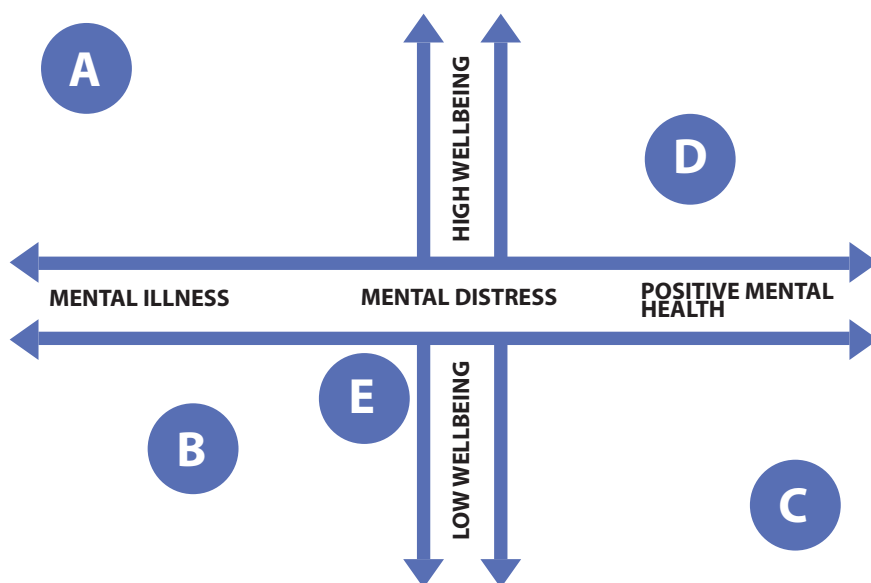 A
HIGH WELLBEING
D
MENTAL ILLNESS
MENTAL DISTRESS
POSITIVE MENTAL
HEALTH
E
B
LOW WELLBEING
C